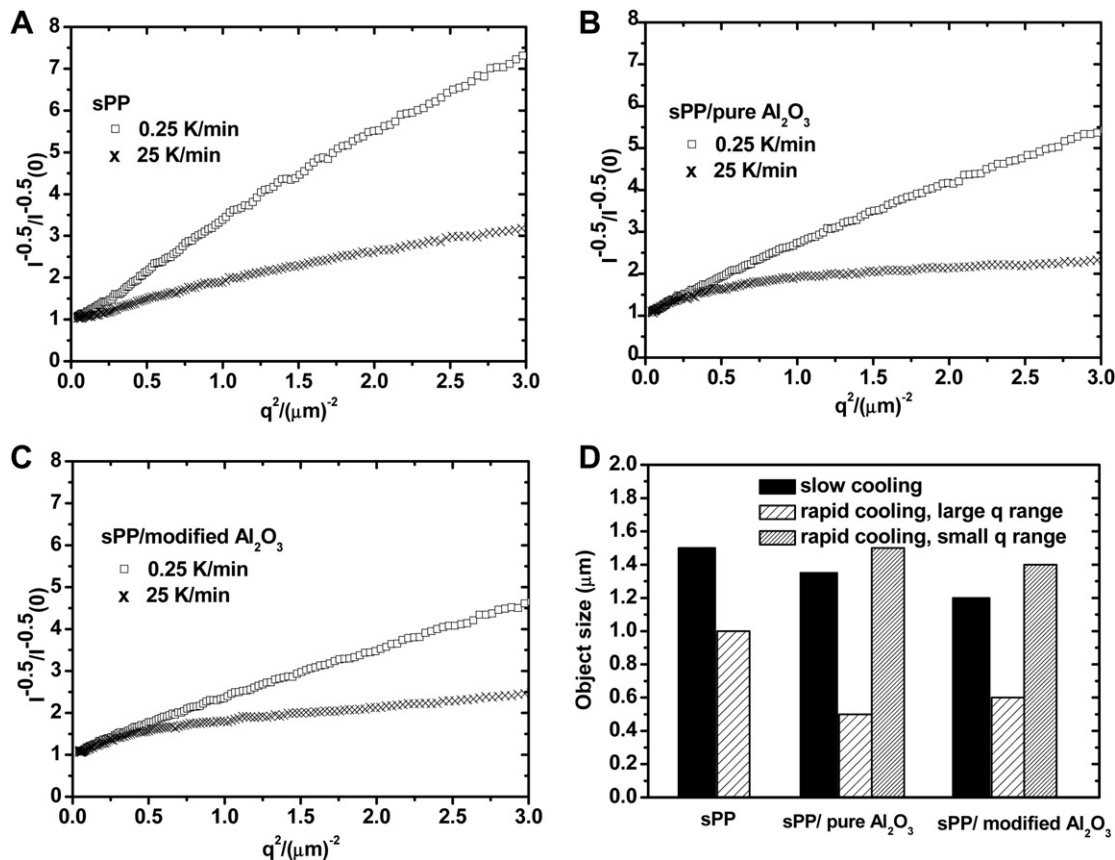 A
sPP
□ 0.25 K/min
x 25 K/min
I^-0.5/I^-0.5(0)
8
7
6
5
4
3
2
1
0
0.0 0.5 1.0 1.5 2.0 2.5 3.0
q²/(μm)⁻²
B
sPP/pure Al₂O₃
□ 0.25 K/min
x 25 K/min
I^-0.5/I^-0.5(0)
8
7
6
5
4
3
2
1
0
0.0 0.5 1.0 1.5 2.0 2.5 3.0
q²/(μm)⁻²
C
sPP/modified Al₂O₃
□ 0.25 K/min
x 25 K/min
I^-0.5/I^-0.5(0)
8
7
6
5
4
3
2
1
0
0.0 0.5 1.0 1.5 2.0 2.5 3.0
q²/(μm)⁻²
D
slow cooling
rapid cooling, large q range
rapid cooling, small q range
Object size (μm)
2.0
1.8
1.6
1.4
1.2
1.0
0.8
0.6
0.4
0.2
0.0
sPP sPP/ pure Al₂O₃ sPP/ modified Al₂O₃